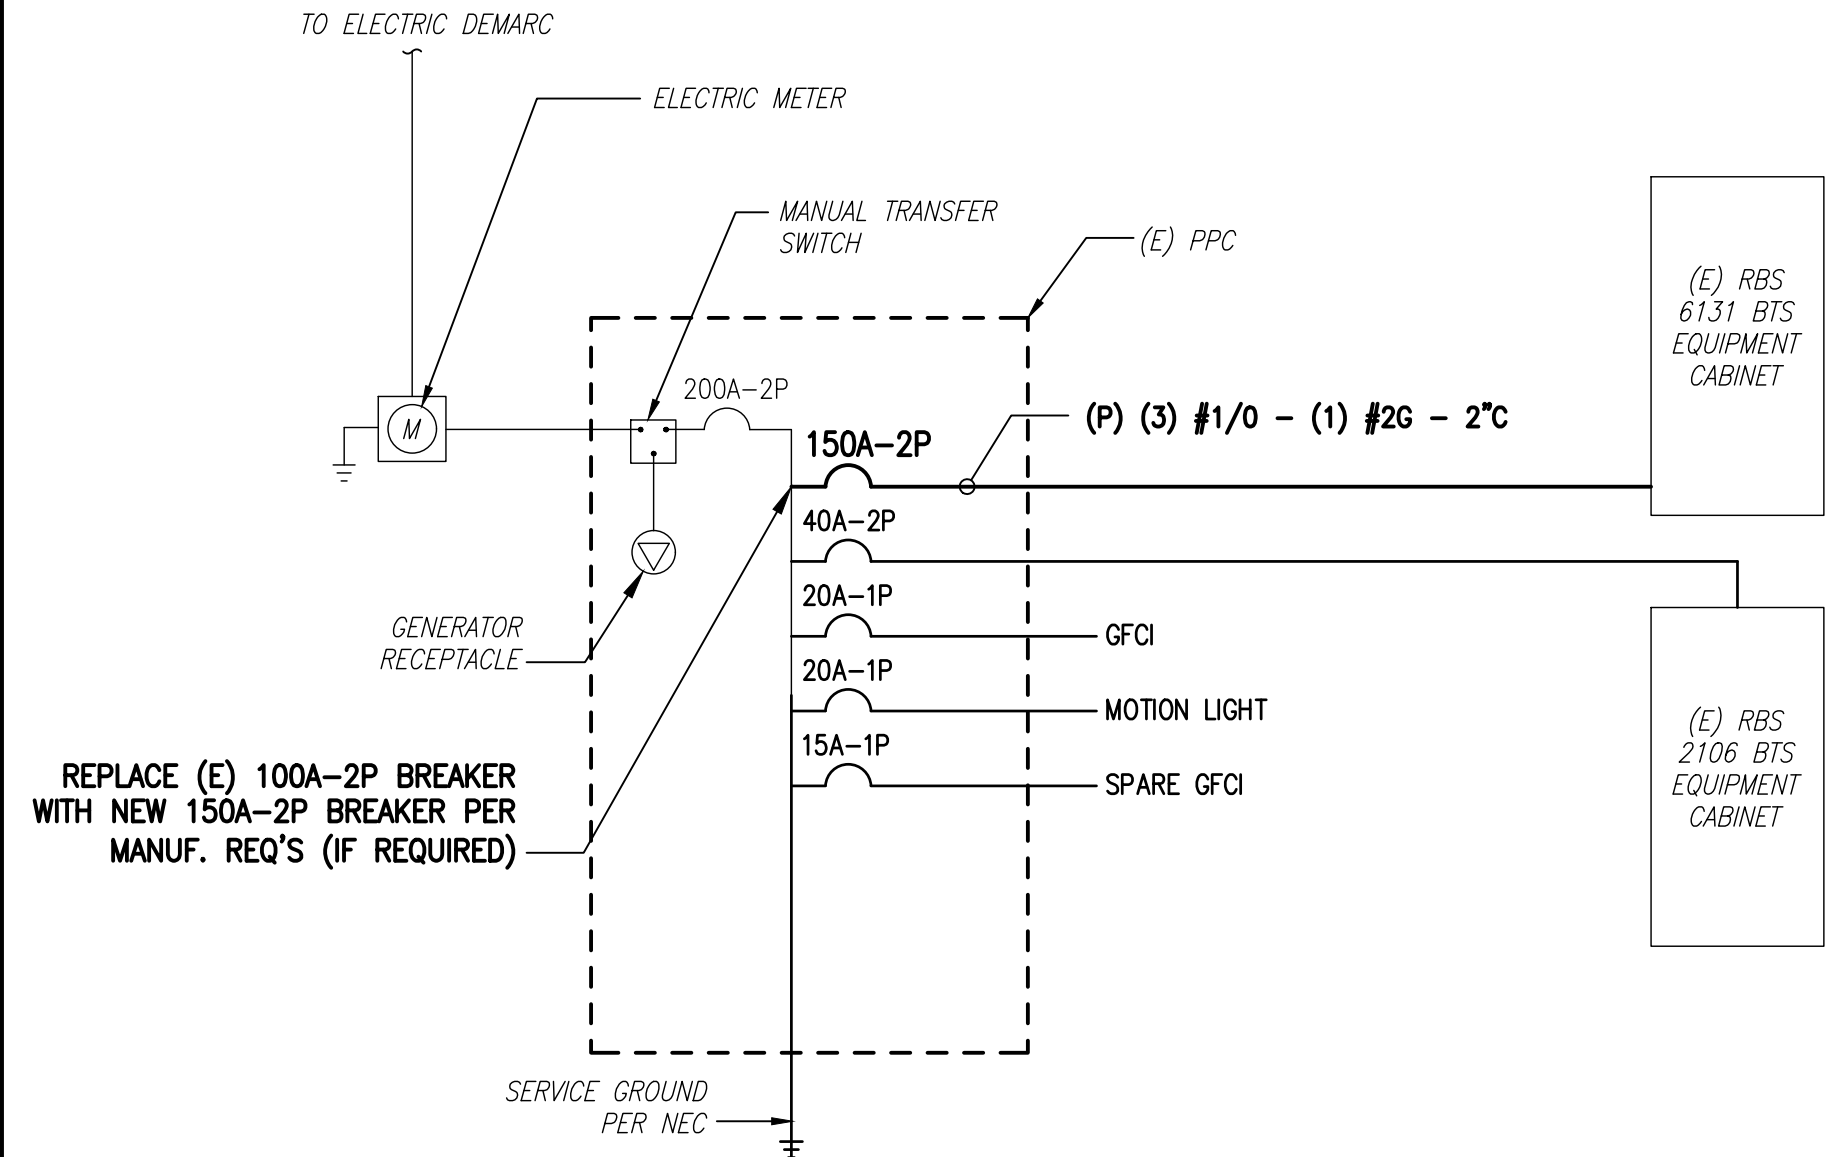 TO ELECTRIC DEMARC
ELECTRIC METER
MANUAL TRANSFER
SWITCH
(E) PPC
(E) RBS
6131 BTS
EQUIPMENT
CABINET
200A-2P
M
150A-2P
(P) (3) #1/0 - (1) #2G - 2"C
40A-2P
20A-1P
GFCI
GENERATOR
RECEPTACLE
20A-1P
MOTION LIGHT
15A-1P
SPARE GFCI
(E) RBS
2106 BTS
EQUIPMENT
CABINET
REPLACE (E) 100A-2P BREAKER
WITH NEW 150A-2P BREAKER PER
MANUF. REQ'S (IF REQUIRED)
SERVICE GROUND
PER NEC